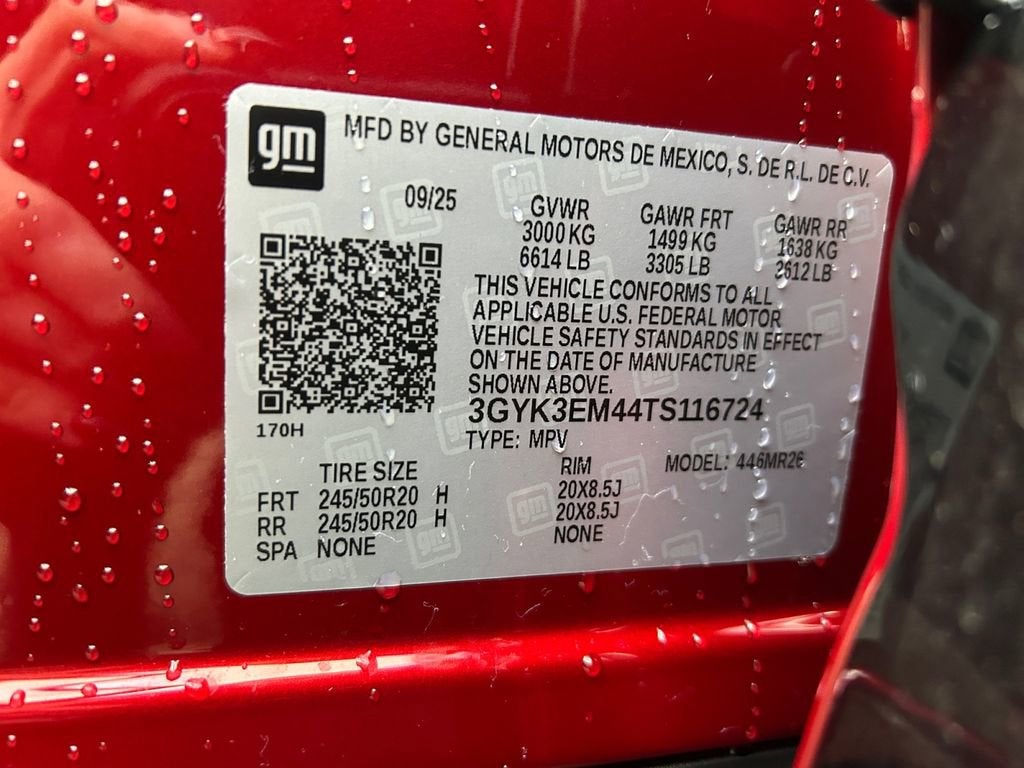 gm MFD BY GENERAL MOTORS DE MEXICO, S. DE R.L. DE C.V.
09/25 GVWR GAWR FRT GAWR RR
3000 KG 1499 KG 1638 KG
6614 LB 3305 LB 3612 LB
THIS VEHICLE CONFORMS TO ALL
APPLICABLE U.S. FEDERAL MOTOR
VEHICLE SAFETY STANDARDS IN EFFECT
ON THE DATE OF MANUFACTURE
SHOWN ABOVE.
3GYK3EM44TS116724
170H
TYPE: MPV MODEL: 446MR26
TIRE SIZE RIM
FRT 245/50R20 H 20X8.5J
RR 245/50R20 H 20X8.5J
SPA NONE NONE